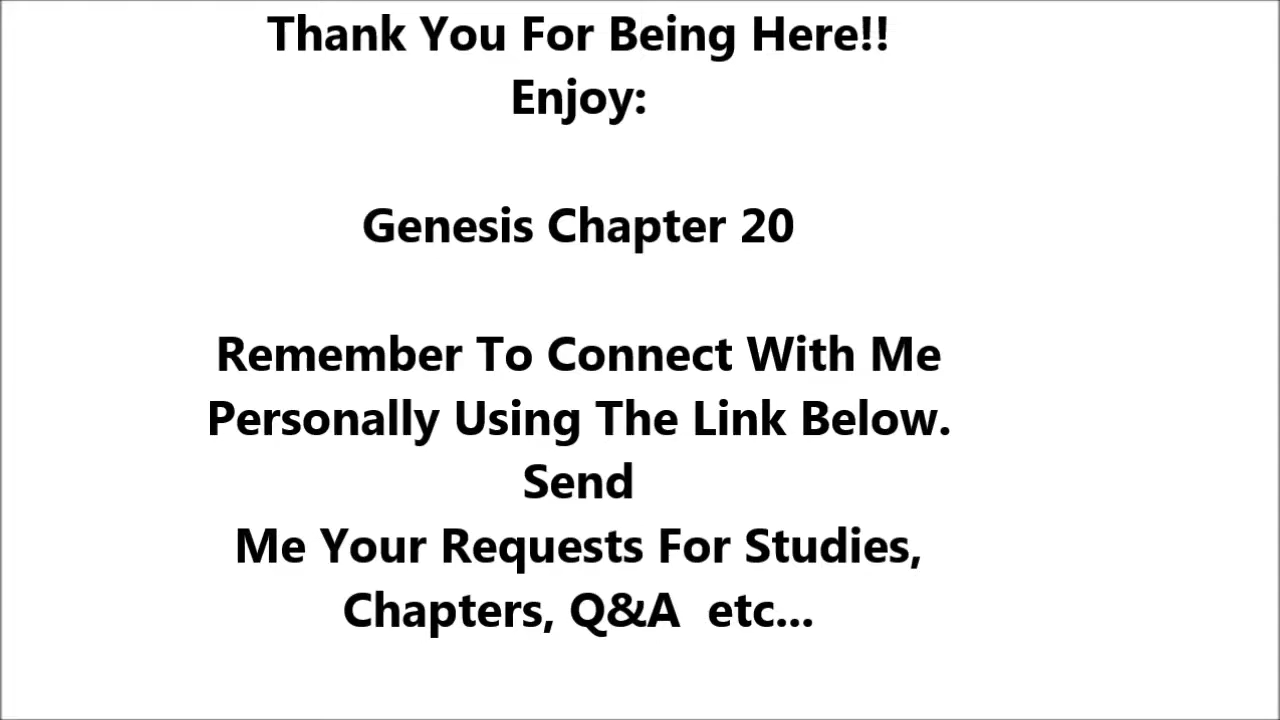 Thank You For Being Here!!
Enjoy:
Genesis Chapter 20
Remember To Connect With Me
Personally Using The Link Below.
Send
Me Your Requests For Studies,
Chapters, Q&A  etc...